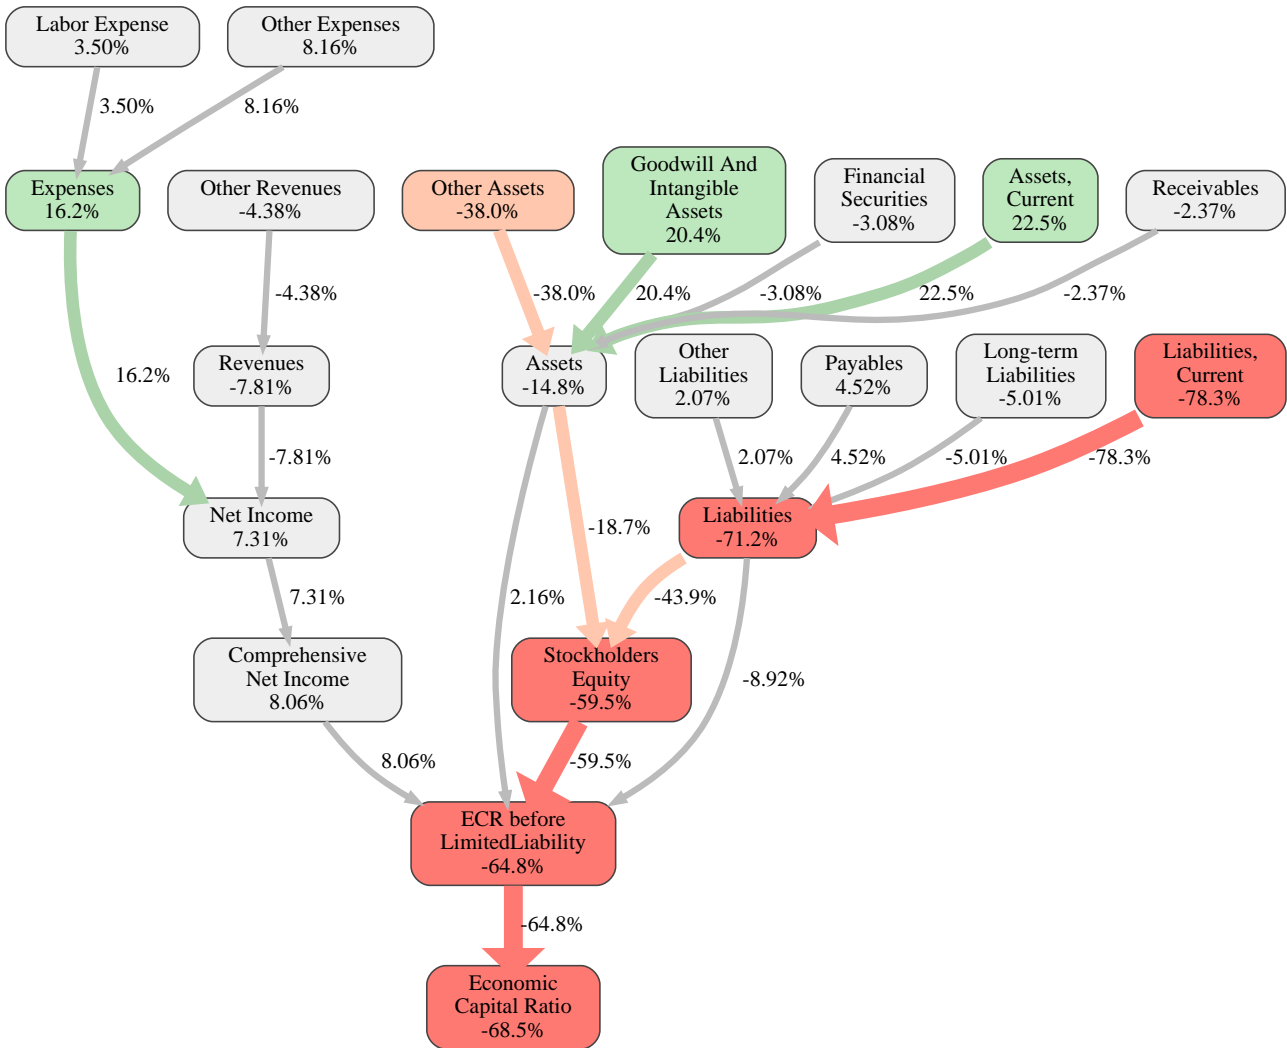 Labor Expense
3.50%
Other Expenses
8.16%
3.50%
8.16%
Expenses
16.2%
Other Revenues
-4.38%
Other Assets
-38.0%
Goodwill And
Intangible
Assets
20.4%
Financial
Securities
-3.08%
Assets,
Current
22.5%
Receivables
-2.37%
-4.38%
-38.0%
20.4%
-3.08%
22.5%
-2.37%
16.2%
Revenues
-7.81%
Assets
-14.8%
Other
Liabilities
2.07%
Payables
4.52%
Long-term
Liabilities
-5.01%
Liabilities,
Current
-78.3%
-7.81%
2.07%
4.52%
-5.01%
-78.3%
Net Income
7.31%
-18.7%
Liabilities
-71.2%
7.31%
2.16%
-43.9%
Comprehensive
Net Income
8.06%
Stockholders
Equity
-59.5%
-8.92%
8.06%
-59.5%
ECR before
LimitedLiability
-64.8%
-64.8%
Economic
Capital Ratio
-68.5%